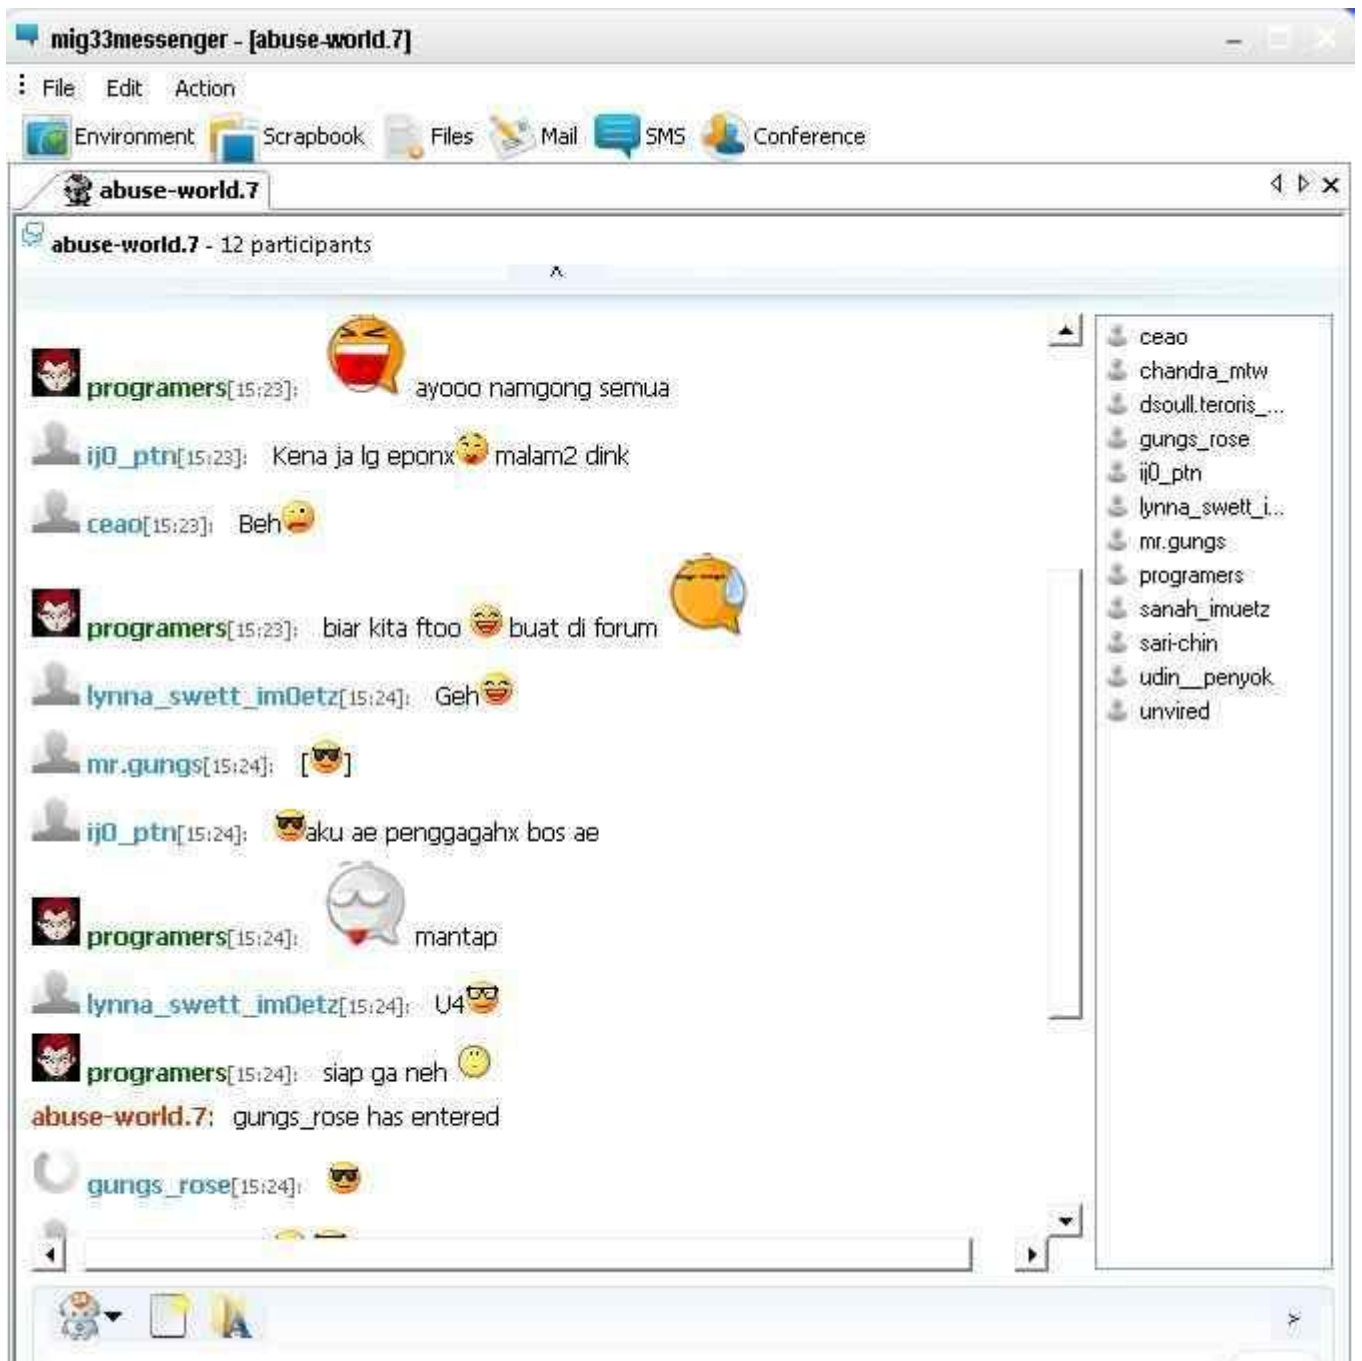 mig33messenger - [abuse-world.7]
File Edit Action
Environment Scrapbook Files Mail SMS Conference
abuse-world.7
abuse-world.7 - 12 participants
programers[15:23]: ayooo namgong semua
ij0_ptn[15:23]: Kena ja lg eponx malam2 dink
ceao[15:23]: Beh
programers[15:23]: biar kita ftoo buat di forum
lynna_swett_im0etz[15:24]: Geh
mr.gungs[15:24]: []
ij0_ptn[15:24]: aku ae penggagahx bos ae
programers[15:24]: mantap
lynna_swett_im0etz[15:24]: U4
programers[15:24]: siap ga neh
abuse-world.7: gungs_rose has entered
gungs_rose[15:24]:
ceao
chandra_mtw
dsoull.teroris_...
gungs_rose
ij0_ptn
lynna_swett_i...
mr.gungs
programers
sanah_imuetz
sari-chin
udin__penyok
unvired